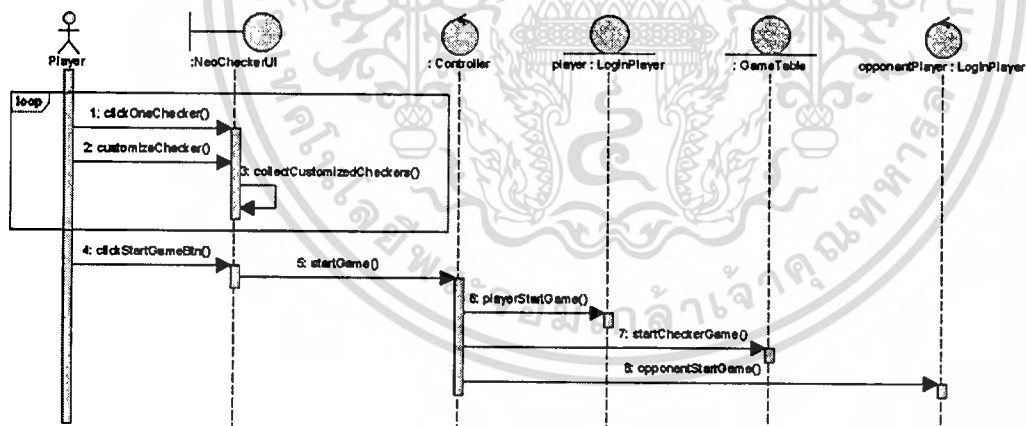 Player
:NeoCheckerUI
: Controller
player : LoginPlayer
: GameTable
opponentPlayer : LoginPlayer
loop
1: clickOneChecker()
2: customizeChecker()
3: collectCustomizedCheckers()
4: clickStartGameBtn()
5: startGame()
6: playerStartGame()
7: startCheckerGame()
8: opponentStartGame()